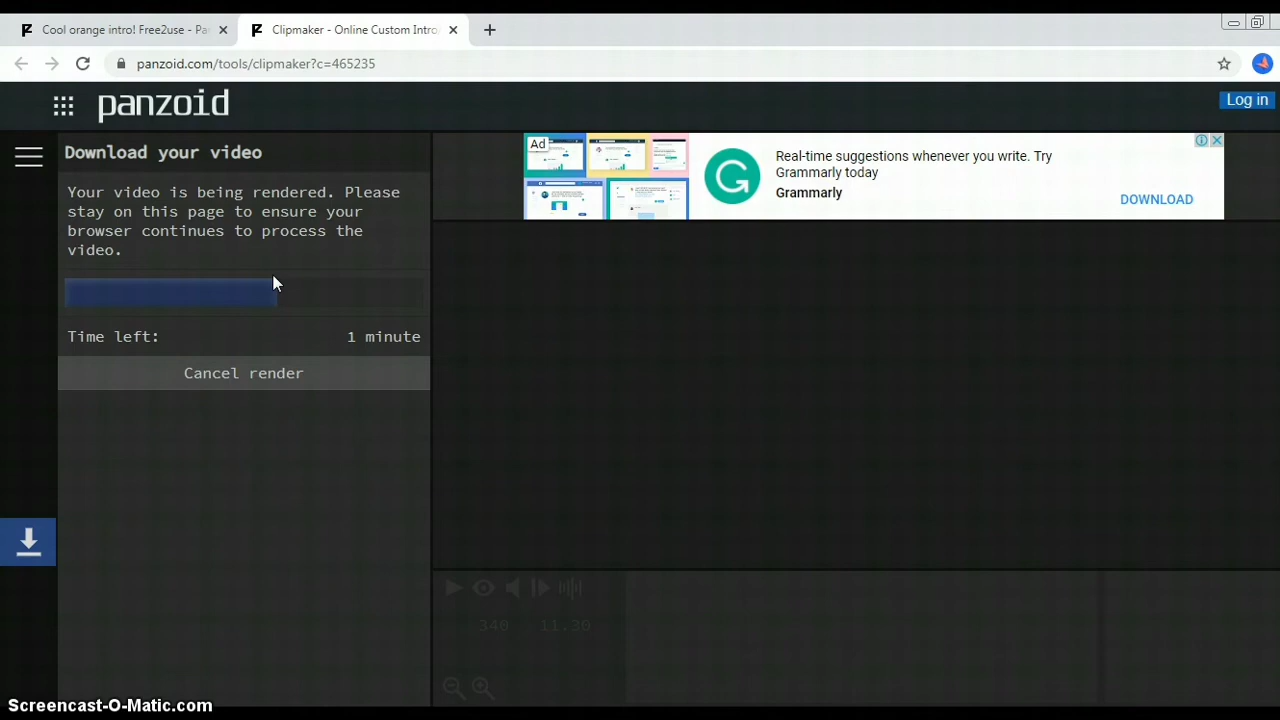 Cool orange intro! Free2use - Pa
Clipmaker - Online Custom Intro
panzoid.com/tools/clipmaker?c=465235
panzoid
Log in
Download your video
Your video is being rendered. Please
stay on this page to ensure your
browser continues to process the
video.
Time left: 1 minute
Cancel render
Ad
Real-time suggestions whenever you write. Try
Grammarly today
Grammarly
DOWNLOAD
340 11.30
Screencast-O-Matic.com